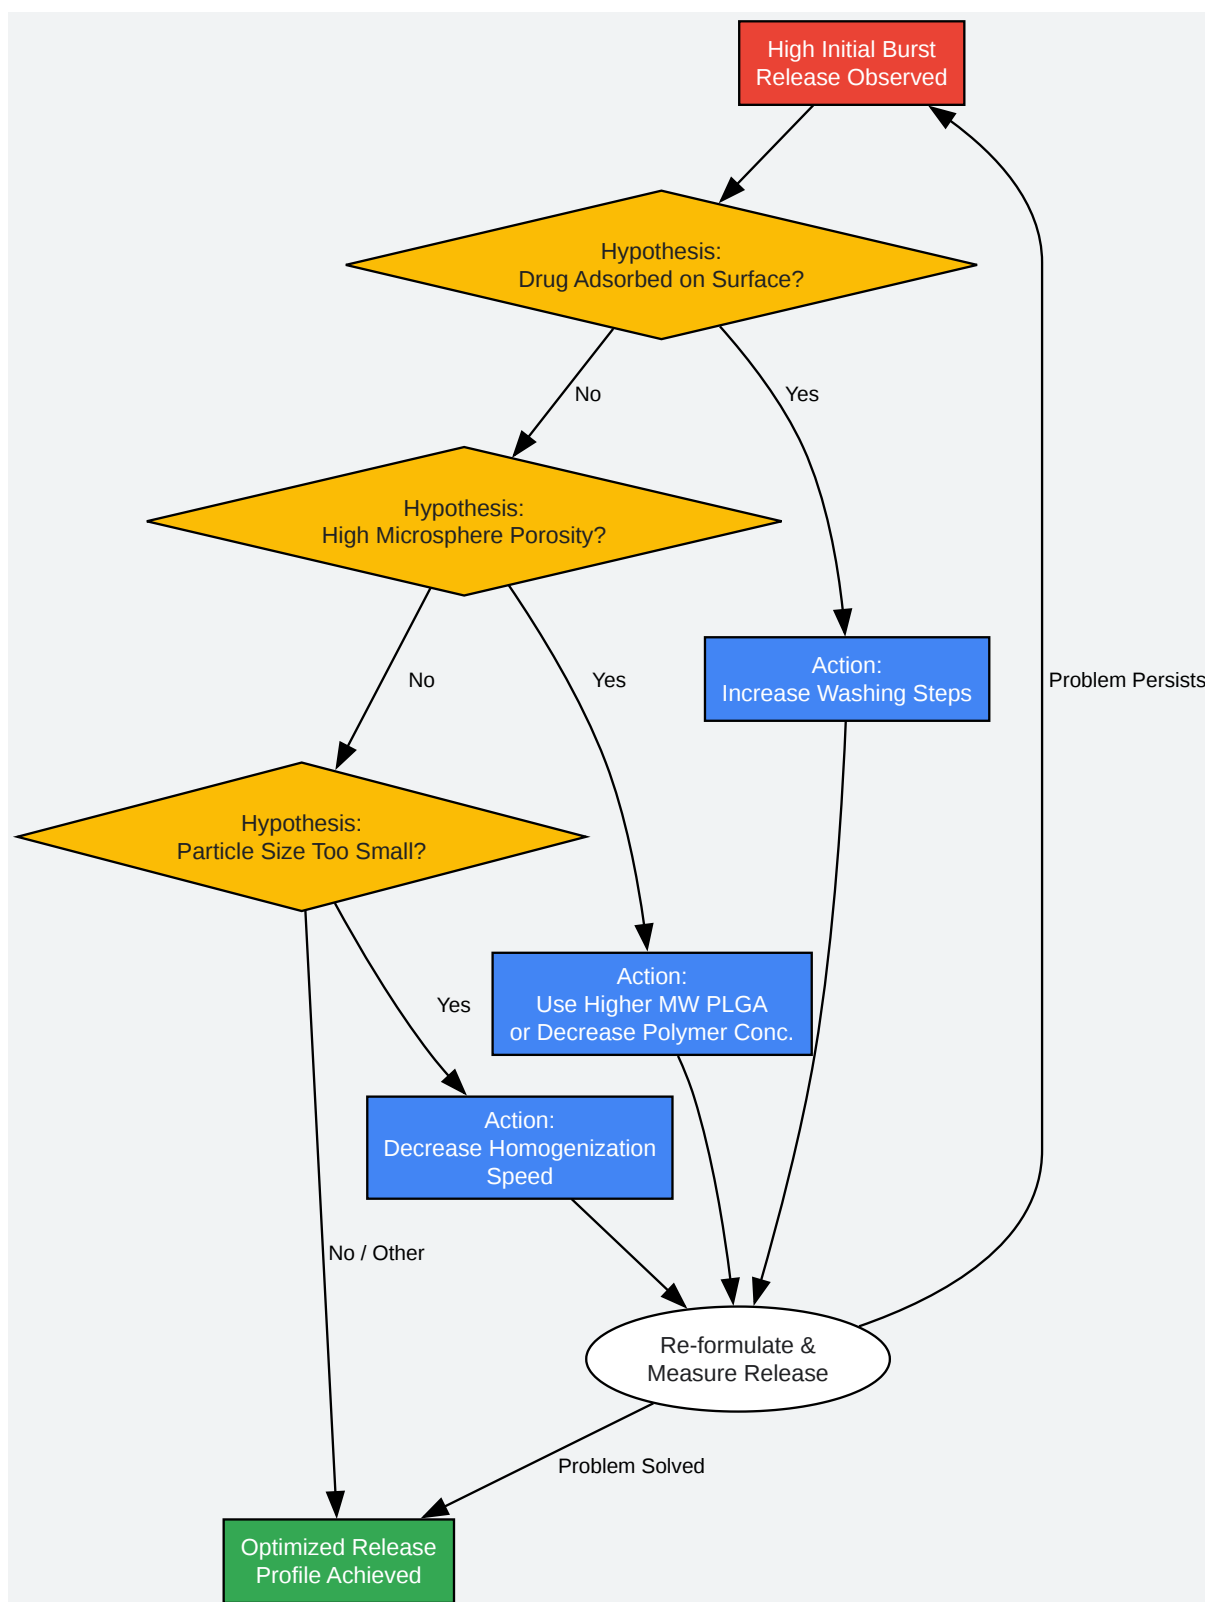 High Initial Burst
Release Observed
Hypothesis:
Drug Adsorbed on Surface?
No
Yes
Hypothesis:
High Microsphere Porosity?
No
Yes
Action:
Increase Washing Steps
Problem Persists
Hypothesis:
Particle Size Too Small?
Yes
Action:
Use Higher MW PLGA
or Decrease Polymer Conc.
Action:
Decrease Homogenization
Speed
No / Other
Re-formulate &
Measure Release
Problem Solved
Optimized Release
Profile Achieved